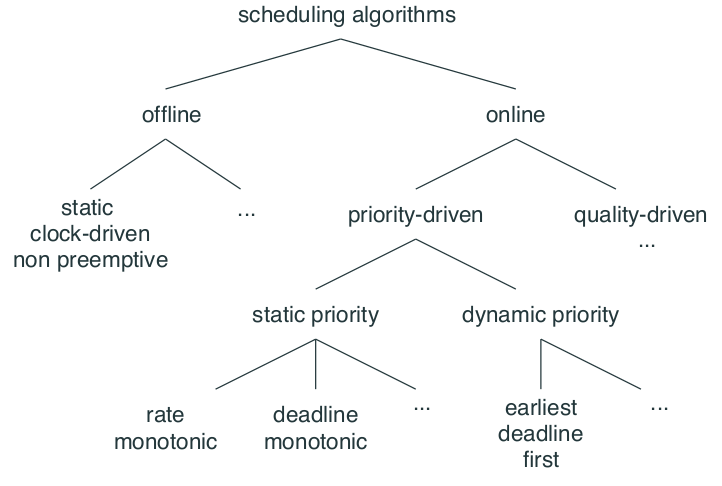 scheduling algorithms
offline
online
static
clock-driven
non preemptive
...
priority-driven
quality-driven
...
static priority
dynamic priority
rate
monotonic
deadline
monotonic
...
earliest
deadline
first
...